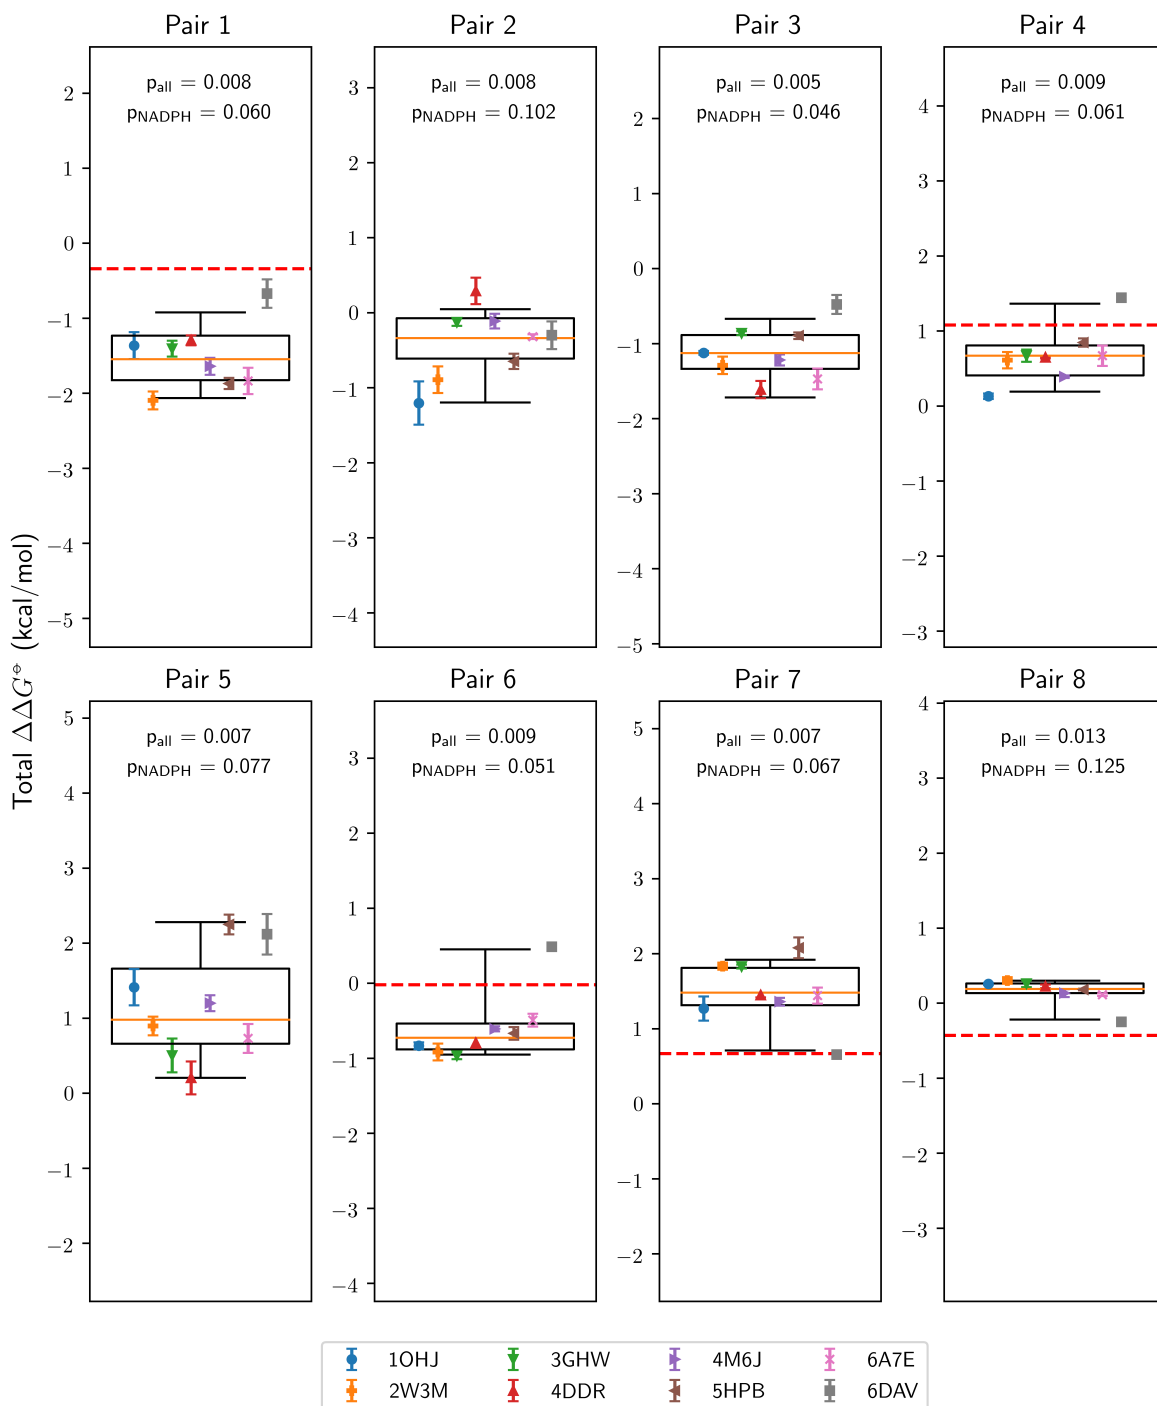 Pair 1
Pair 2
Pair 3
Pair 4
p_all = 0.008
p_NADPH = 0.060
2
1
0
−1
−2
−3
−4
−5
p_all = 0.008
p_NADPH = 0.102
3
2
1
0
−1
−2
−3
−4
p_all = 0.005
p_NADPH = 0.046
2
1
0
−1
−2
−3
−4
−5
p_all = 0.009
p_NADPH = 0.061
4
3
2
1
0
−1
−2
−3
Total ΔΔG^⦵ (kcal/mol)
Pair 5
Pair 6
Pair 7
Pair 8
p_all = 0.007
p_NADPH = 0.077
5
4
3
2
1
0
−1
−2
p_all = 0.009
p_NADPH = 0.051
3
2
1
0
−1
−2
−3
−4
p_all = 0.007
p_NADPH = 0.067
5
4
3
2
1
0
−1
−2
p_all = 0.013
p_NADPH = 0.125
4
3
2
1
0
−1
−2
−3
1OHJ
3GHW
4M6J
6A7E
2W3M
4DDR
5HPB
6DAV